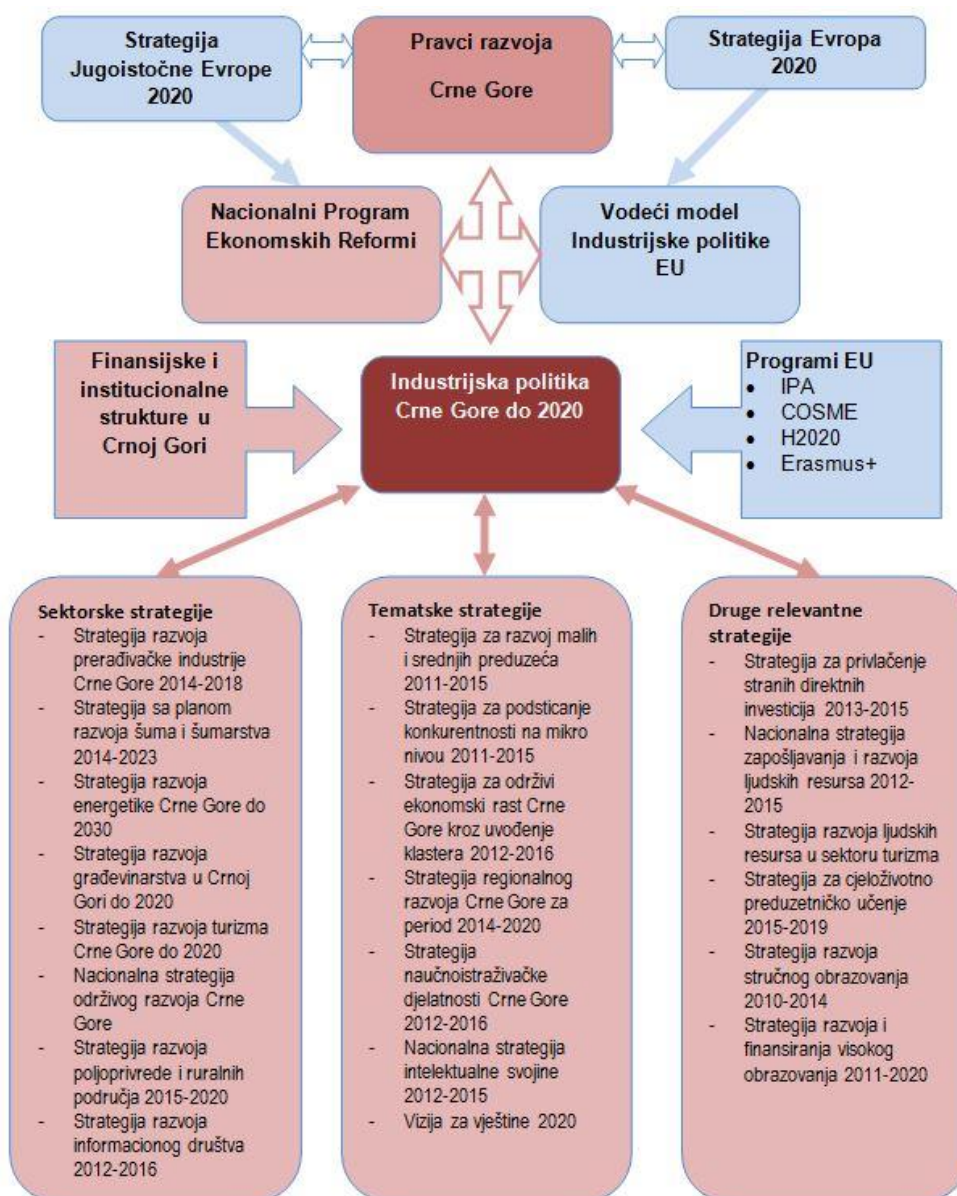 Strategija
Jugoistočne Evrope
2020
Pravci razvoja
Crne Gore
Strategija Evropa
2020
Nacionalni Program
Ekonomskih Reformi
Vodeći model
Industrijske politike
EU
Finansijske i
institucionalne
strukture u
Crnoj Gori
Industrijska politika
Crne Gore do 2020
Programi EU
• IPA
• COSME
• H2020
• Erasmus+
Sektorske strategije
- Strategija razvoja
prerađivačke industrije
Crne Gore 2014-2018
- Strategija sa planom
razvoja šuma i šumarstva
2014-2023
- Strategija razvoja
energetike Crne Gore do
2030
- Strategija razvoja
građevinarstva u Crnoj
Gori do 2020
- Strategija razvoja turizma
Crne Gore do 2020
- Nacionalna strategija
održivog razvoja Crne
Gore
- Strategija razvoja
poljoprivrede i ruralnih
područja 2015-2020
- Strategija razvoja
informacionog društva
2012-2016
Tematske strategije
- Strategija za razvoj malih
i srednjih preduzeća
2011-2015
- Strategija za podsticanje
konkurentnosti na mikro
nivou 2011-2015
- Strategija za održivi
ekonomski rast Crne
Gore kroz uvođenje
klastera 2012-2016
- Strategija regionalnog
razvoja Crne Gore za
period 2014-2020
- Strategija
naučnoistraživačke
djelatnosti Crne Gore
2012-2016
- Nacionalna strategija
intelektualne svojine
2012-2015
- Vizija za vještine 2020
Druge relevantne
strategije
- Strategija za privlačenje
stranih direktnih
investicija 2013-2015
- Nacionalna strategija
zapošljavanja i razvoja
ljudskih resursa 2012-
2015
- Strategija razvoja ljudskih
resursa u sektoru turizma
- Strategija za cjeloživotno
preduzetničko učenje
2015-2019
- Strategija razvoja
stručnog obrazovanja
2010-2014
- Strategija razvoja i
finansiranja visokog
obrazovanja 2011-2020